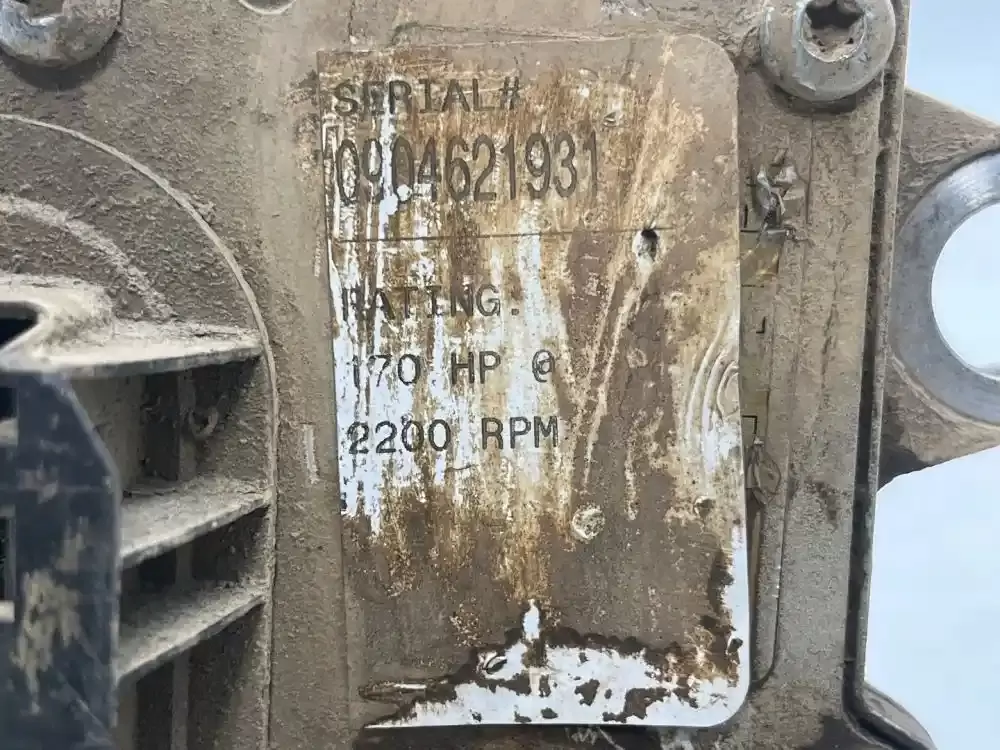 SERIAL#
0904621931
RATING:
170 HP @
2200 RPM